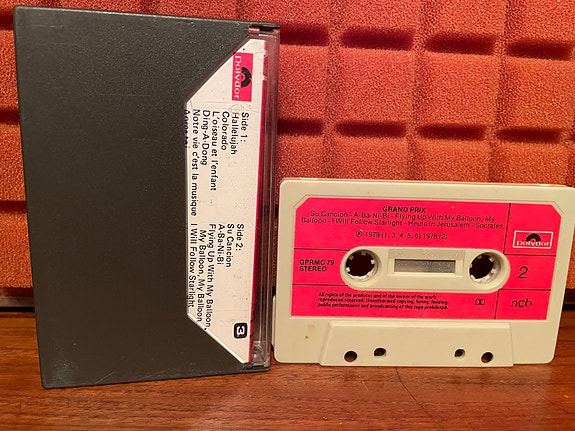 polydor
Side 1:
Hallelujah
Colorado
L'oiseau et l'enfant
Ding-A-Dong
Notre vie c'est la musique
Side 2:
Su Cancion
A-Ba-Ni-Bi
Flying Up With My Balloon,
My Balloon, My Balloon
I Will Follow Starlight
3
GRAND PRIX
Su Cancion - A-Ba-Ni-Bi - Flying Up With My Balloon, My
Balloon - I Will Follow Starlight - Heute In Jerusalem - Socrates
℗ 1979 (1, 3, 4, 5, 6) 1978 (2)
polydor
GPRMC 79
STEREO
2
All rights of the producer and of the owner of the work
reproduced reserved. Unauthorised copying, hiring, lending,
public performance and broadcasting of this tape prohibited.
ncb